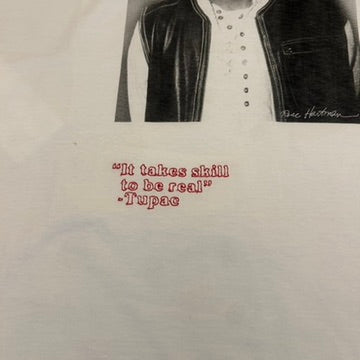 "It takes skill
to be real"
-Tupac